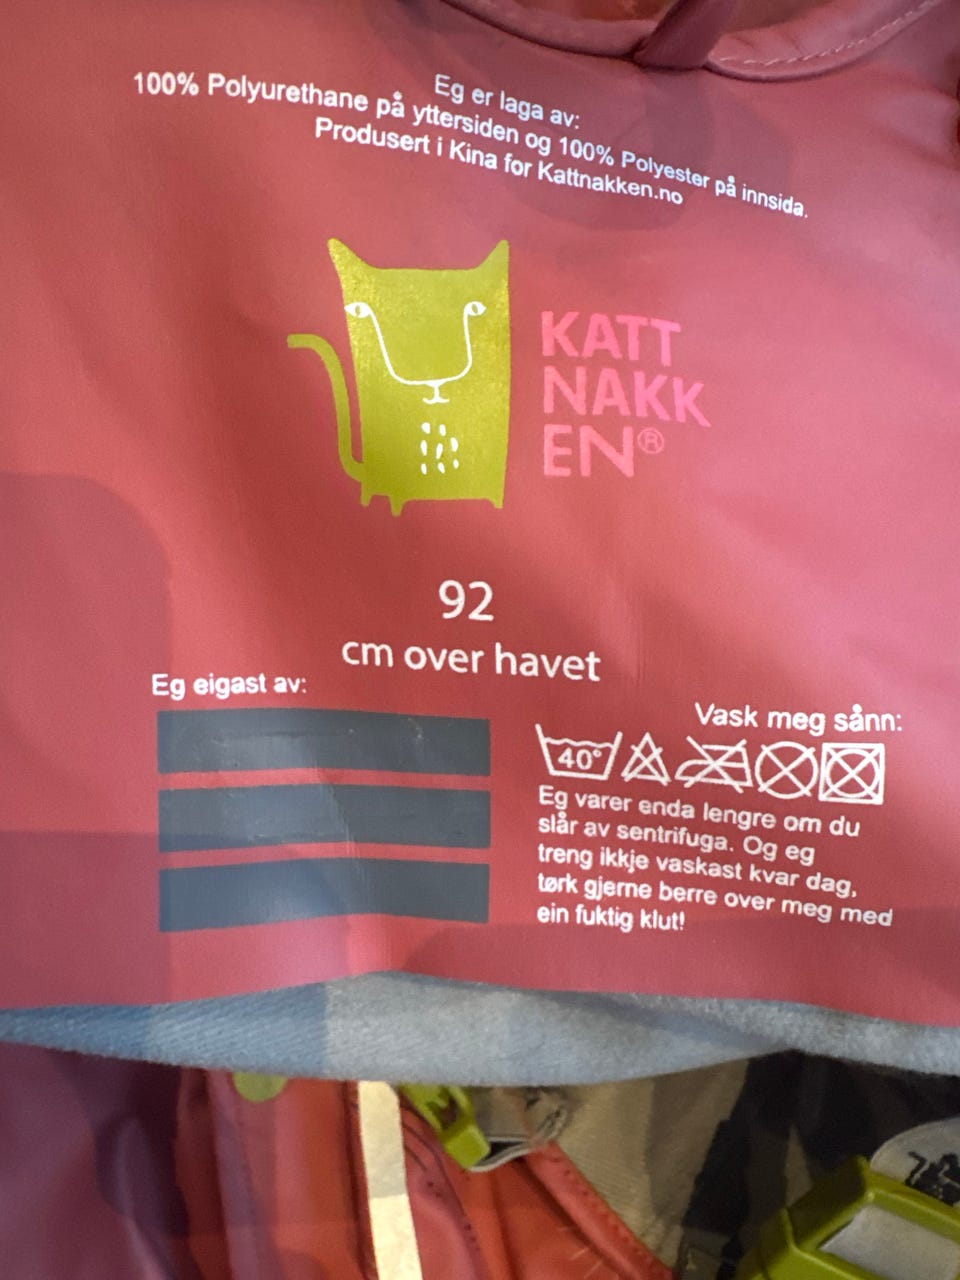 Eg er laga av:
100% Polyurethane på yttersiden og 100% Polyester på innsida.
Produsert i Kina for Kattnakken.no
KATT
NAKK
EN®
92
cm over havet
Eg eigast av:
Vask meg sånn:
40°
Eg varer enda lengre om du
slår av sentrifuga. Og eg
treng ikkje vaskast kvar dag,
tørk gjerne berre over meg med
ein fuktig klut!